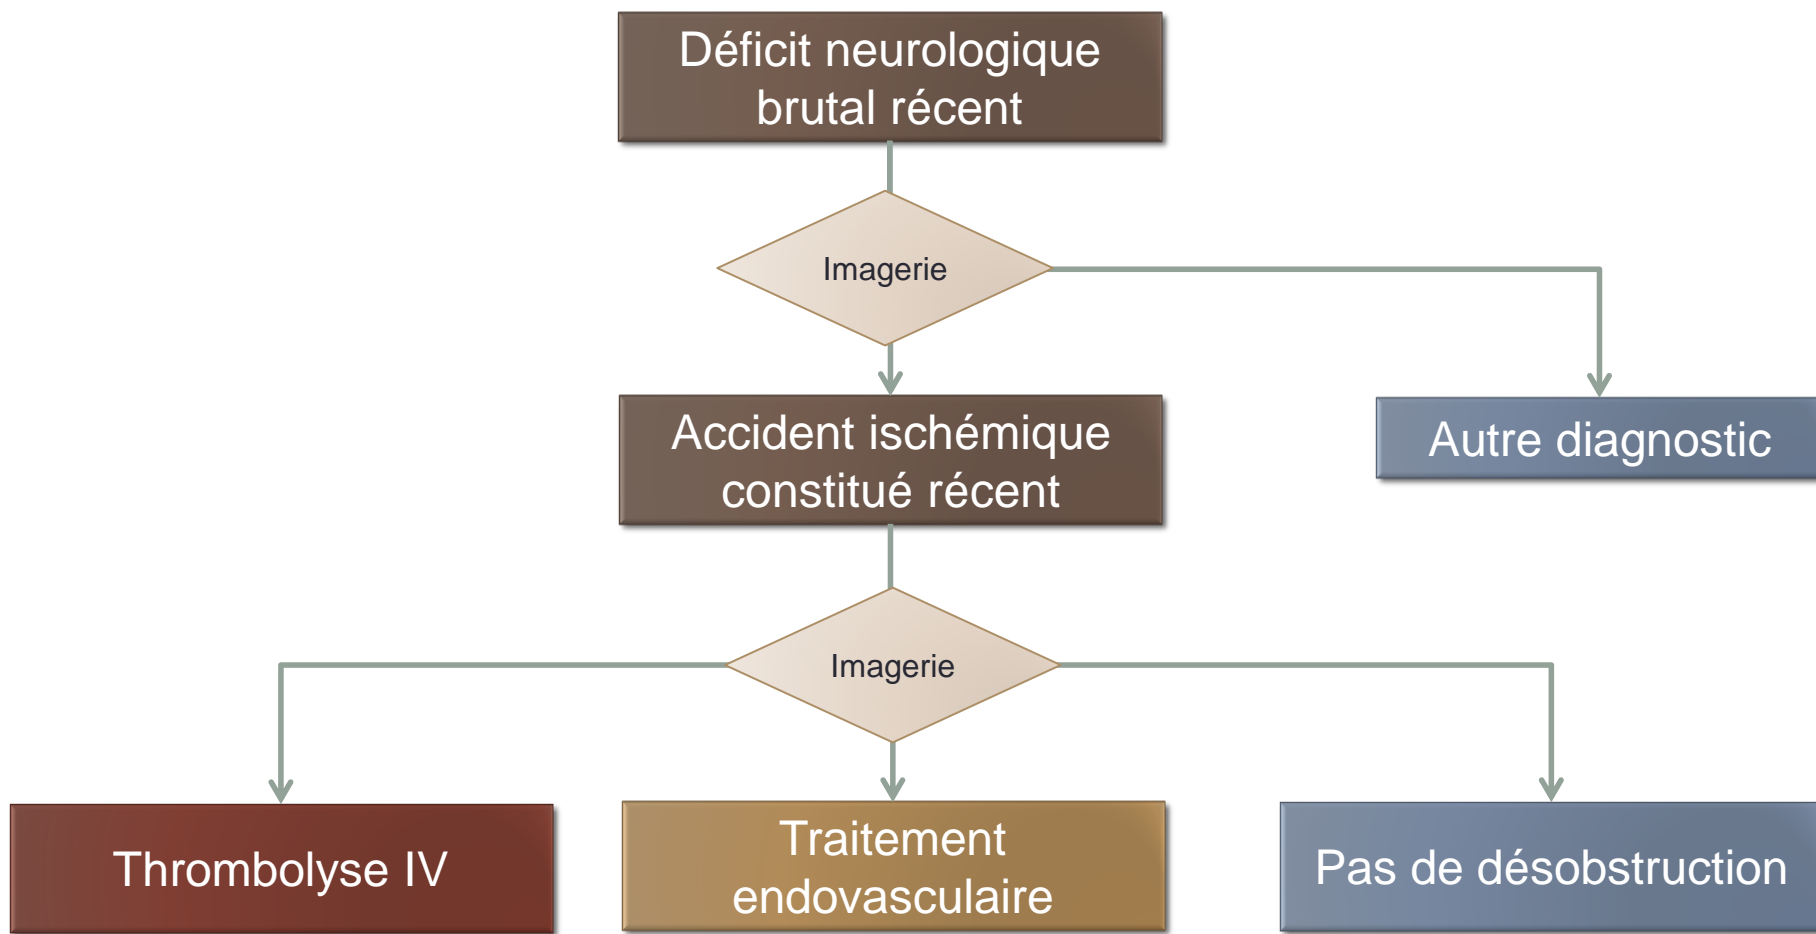 Déficit neurologique
brutal récent
Imagerie
Accident ischémique
constitué récent
Autre diagnostic
Imagerie
Thrombolyse IV
Traitement
endovasculaire
Pas de désobstruction